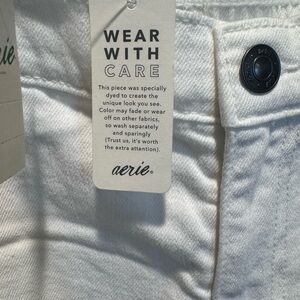 WEAR
WITH
CARE
This piece was specially
dyed to create the
unique look you see.
Color may fade or wear
off on other fabrics,
so wash separately
and sparingly
(Trust us, it's worth
the extra attention).
aerie®